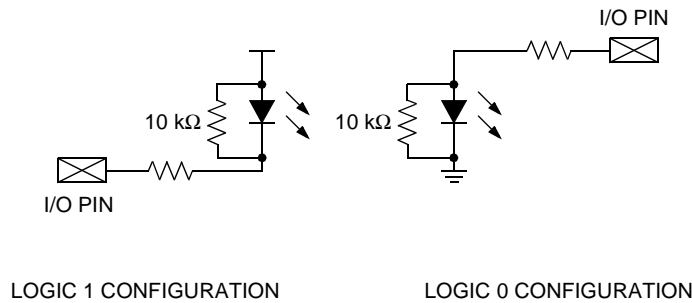 I/O PIN
10 kΩ
10 kΩ
I/O PIN
LOGIC 1 CONFIGURATION
LOGIC 0 CONFIGURATION